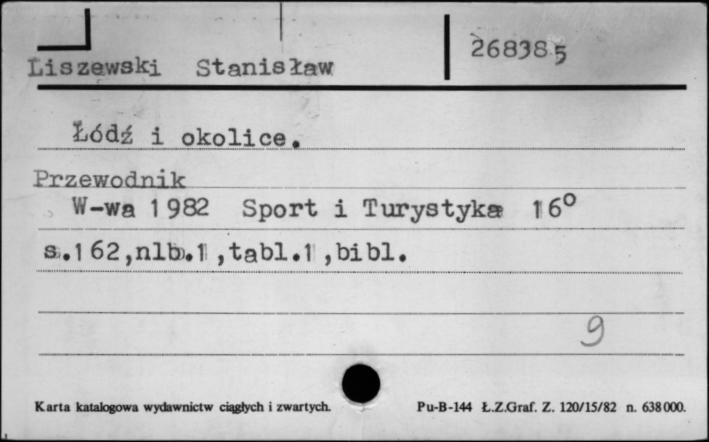 268385
Liszewski Stanisław
Łódź i okolice.
Przewodnik
W-wa 1982 Sport i Turystyka 16°
s.162,nlb.1,tabl.1,bibl.
9
Karta katalogowa wydawnictw ciągłych i zwartych. Pu-B-144 Ł.Z.Graf. Z. 120/15/82 n. 638000.